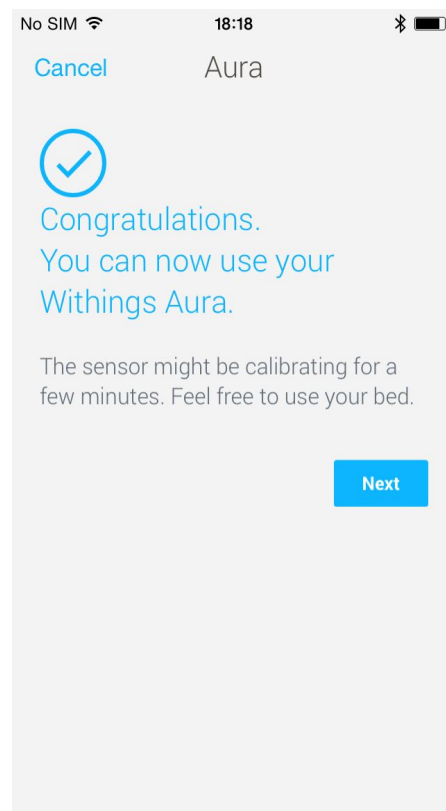 No SIM 18:18
Cancel Aura
Congratulations.
You can now use your
Withings Aura.
The sensor might be calibrating for a
few minutes. Feel free to use your bed.
Next